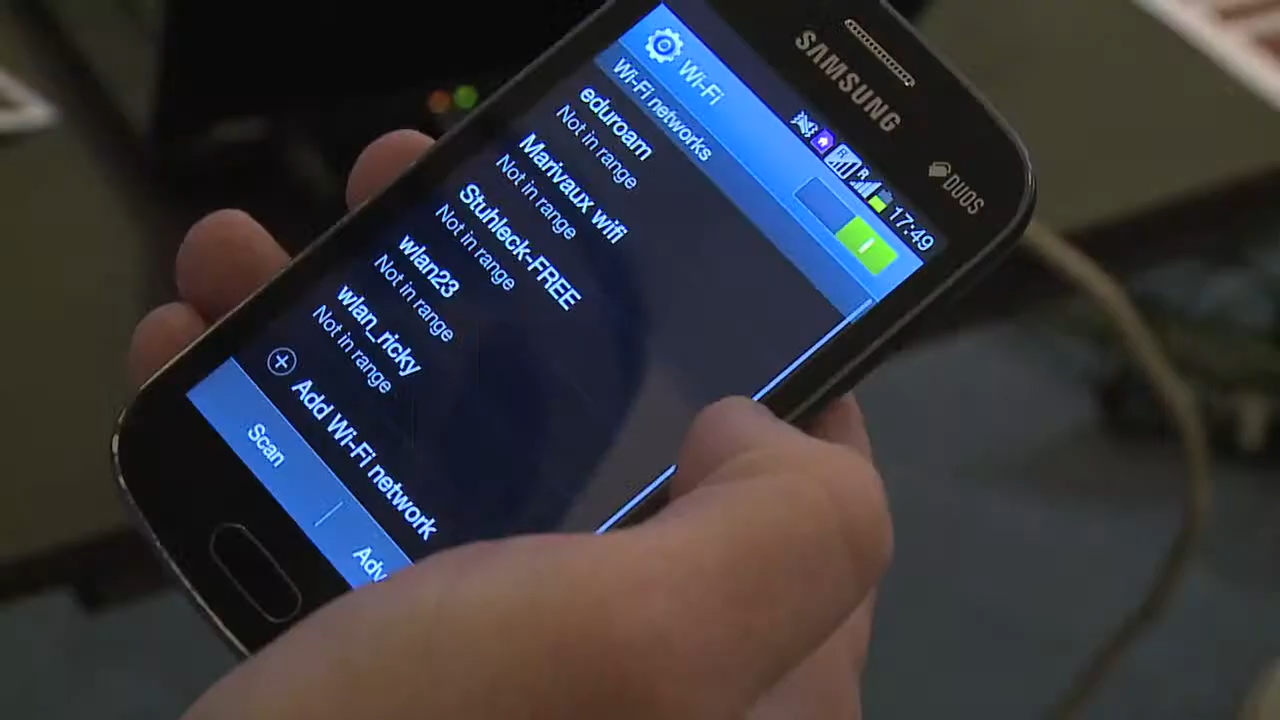 SAMSUNG
DUOS
R
R
17:49
Wi-Fi
Wi-Fi networks
eduroam
Not in range
Marivaux wifi
Not in range
Stuhleck-FREE
Not in range
wlan23
Not in range
wlan_ricky
Not in range
Add Wi-Fi network
Scan
Adv